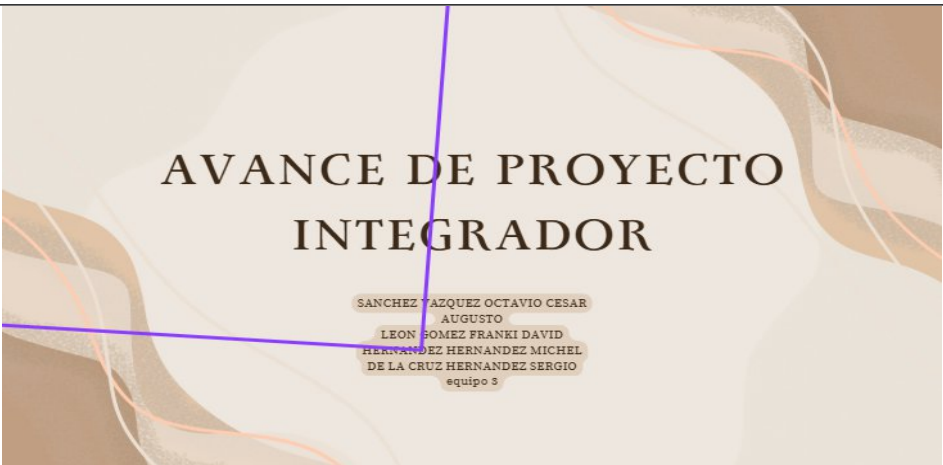 AVANCE DE PROYECTO
INTEGRADOR
SANCHEZ VAZQUEZ OCTAVIO CESAR
AUGUSTO
LEON GOMEZ FRANKI DAVID
HERNANDEZ HERNANDEZ MICHEL
DE LA CRUZ HERNANDEZ SERGIO
equipo 3